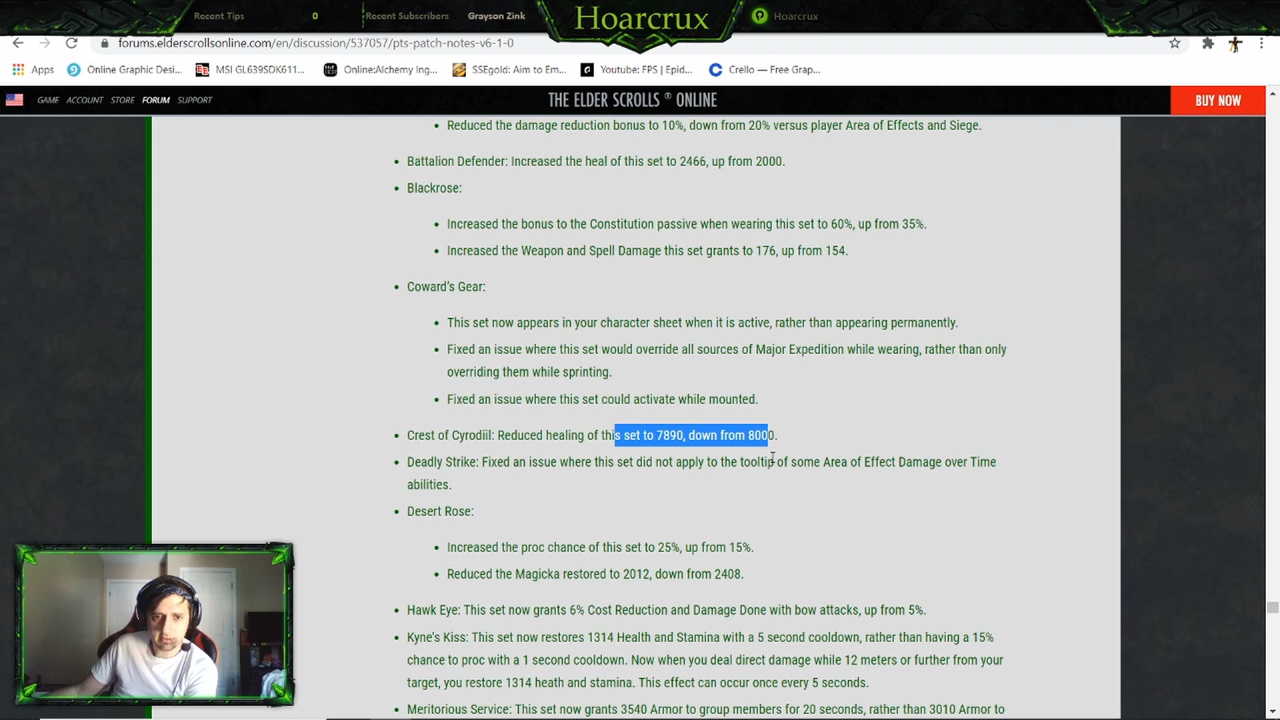 Recent Tips
0
Recent Subscribers
Grayson Zink
Hoarcrux
Hoarcrux
forums.elderscrollsonline.com/en/discussion/537057/pts-patch-notes-v6-1-0
Apps
Online Graphic Desi...
MSI GL639SDK611...
Online:Alchemy Ing...
SSEgold: Aim to Em...
Youtube: FPS | Epid...
Crello — Free Grap...
GAME ACCOUNT STORE FORUM SUPPORT
THE ELDER SCROLLS ® ONLINE
BUY NOW
• Reduced the damage reduction bonus to 10%, down from 20% versus player Area of Effects and Siege.
• Battalion Defender: Increased the heal of this set to 2466, up from 2000.
• Blackrose:
• Increased the bonus to the Constitution passive when wearing this set to 60%, up from 35%.
• Increased the Weapon and Spell Damage this set grants to 176, up from 154.
• Coward's Gear:
• This set now appears in your character sheet when it is active, rather than appearing permanently.
• Fixed an issue where this set would override all sources of Major Expedition while wearing, rather than only
overriding them while sprinting.
• Fixed an issue where this set could activate while mounted.
• Crest of Cyrodiil: Reduced healing of this set to 7890, down from 8000.
• Deadly Strike: Fixed an issue where this set did not apply to the tooltip of some Area of Effect Damage over Time
abilities.
• Desert Rose:
• Increased the proc chance of this set to 25%, up from 15%.
• Reduced the Magicka restored to 2012, down from 2408.
• Hawk Eye: This set now grants 6% Cost Reduction and Damage Done with bow attacks, up from 5%.
• Kyne's Kiss: This set now restores 1314 Health and Stamina with a 5 second cooldown, rather than having a 15%
chance to proc with a 1 second cooldown. Now when you deal direct damage while 12 meters or further from your
target, you restore 1314 heath and stamina. This effect can occur once every 5 seconds.
• Meritorious Service: This set now grants 3540 Armor to group members for 20 seconds, rather than 3010 Armor to